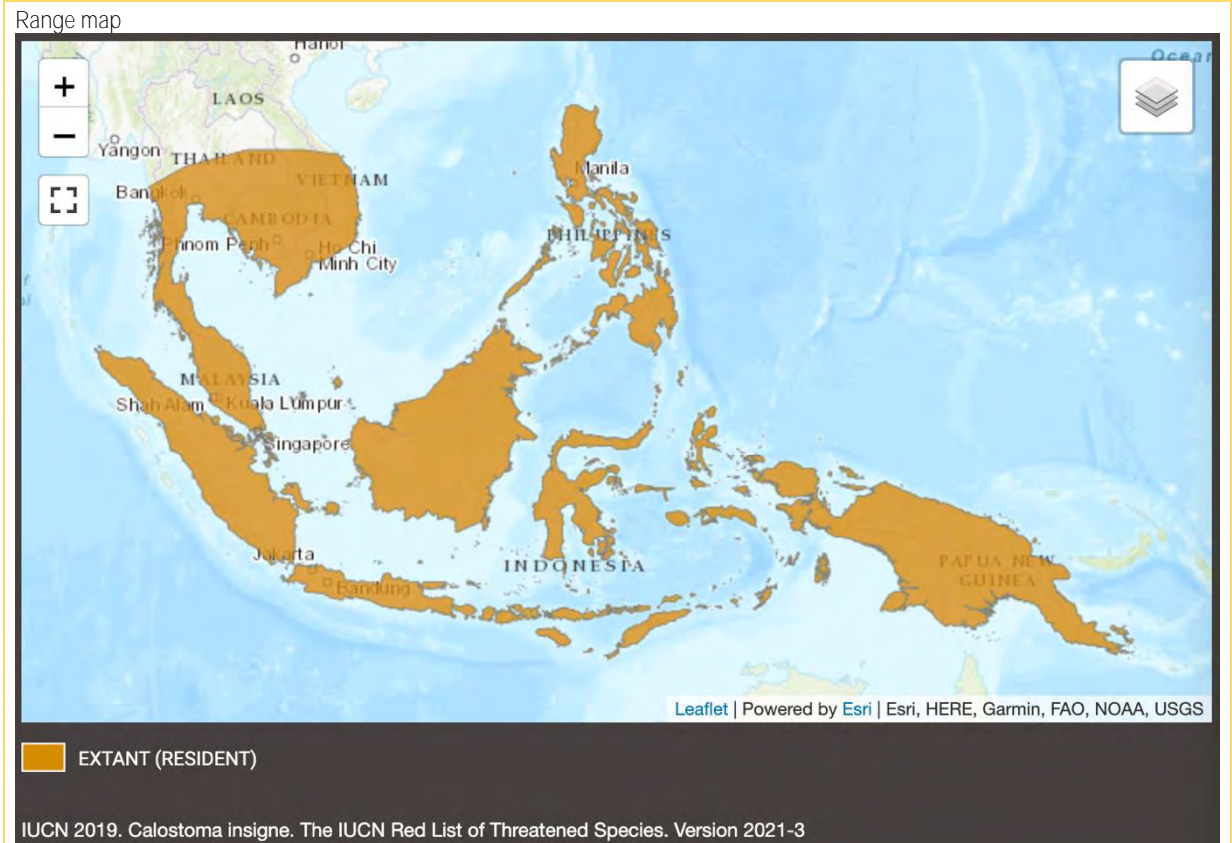 Range map
Hanoi
Ocean
+
LAOS
−
Yangon
THAILAND
VIETNAM
Manila
Bangkok
CAMBODIA
PHILIPPINES
Phnom Penh
Ho Chi
Minh City
MALAYSIA
Shah Alam
Kuala Lumpur
Singapore
Jakarta
INDONESIA
PAPUA NEW
GUINEA
Bandung
Leaflet | Powered by Esri | Esri, HERE, Garmin, FAO, NOAA, USGS
EXTANT (RESIDENT)
IUCN 2019. Calostoma insigne. The IUCN Red List of Threatened Species. Version 2021-3